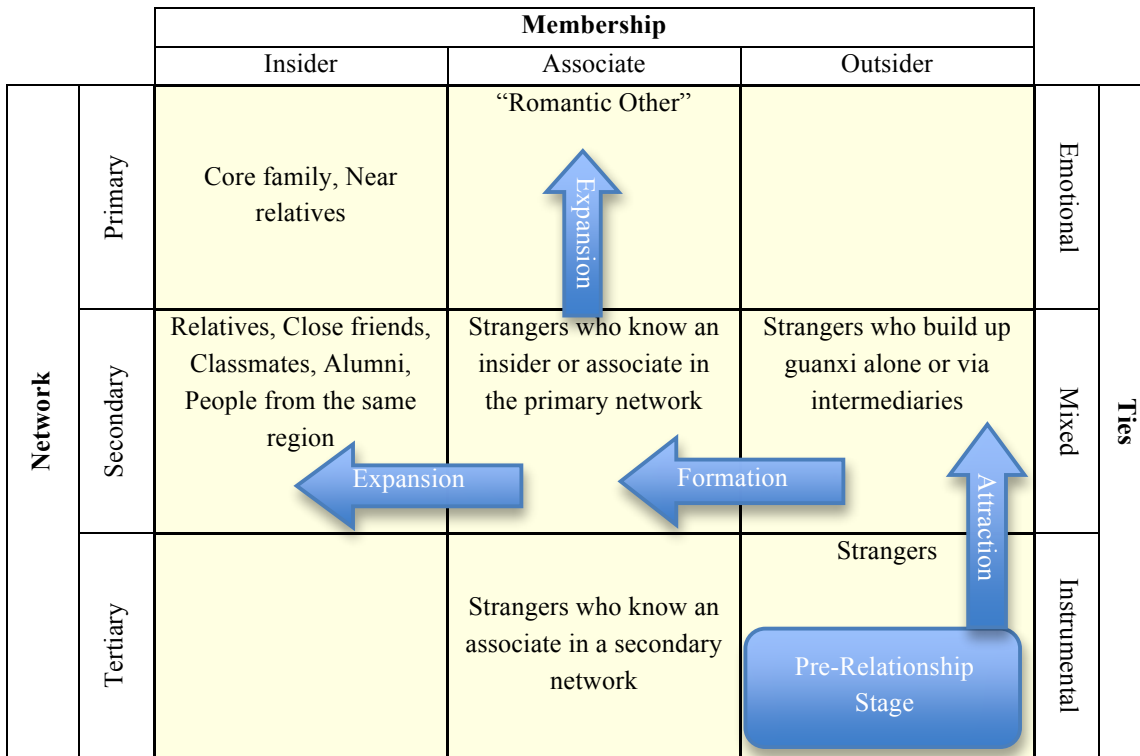 Membership
Insider
Associate
Outsider
Network
Primary
"Romantic Other"
Core family, Near
relatives
Expansion
Emotional
Ties
Secondary
Relatives, Close friends,
Classmates, Alumni,
People from the same
region
Strangers who know an
insider or associate in
the primary network
Strangers who build up
guanxi alone or via
intermediaries
Expansion
Formation
Attraction
Mixed
Tertiary
Strangers who know an
associate in a secondary
network
Strangers
Pre-Relationship
Stage
Instrumental